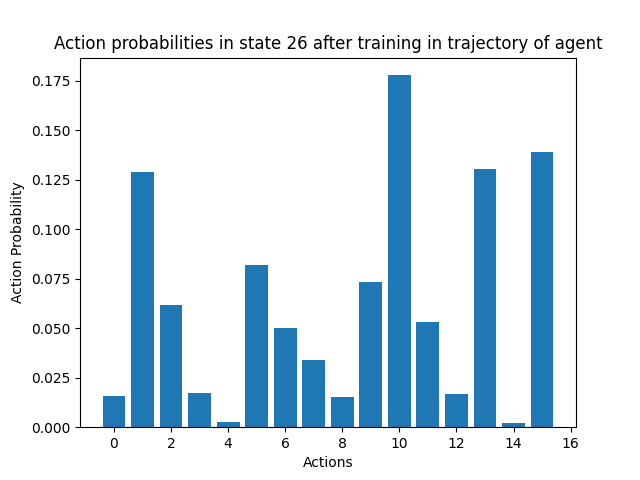 Action probabilities in state 26 after training in trajectory of agent
0.175
0.150
0.125
0.100
0.075
0.050
0.025
0.000
Action Probability
0 2 4 6 8 10 12 14 16
Actions